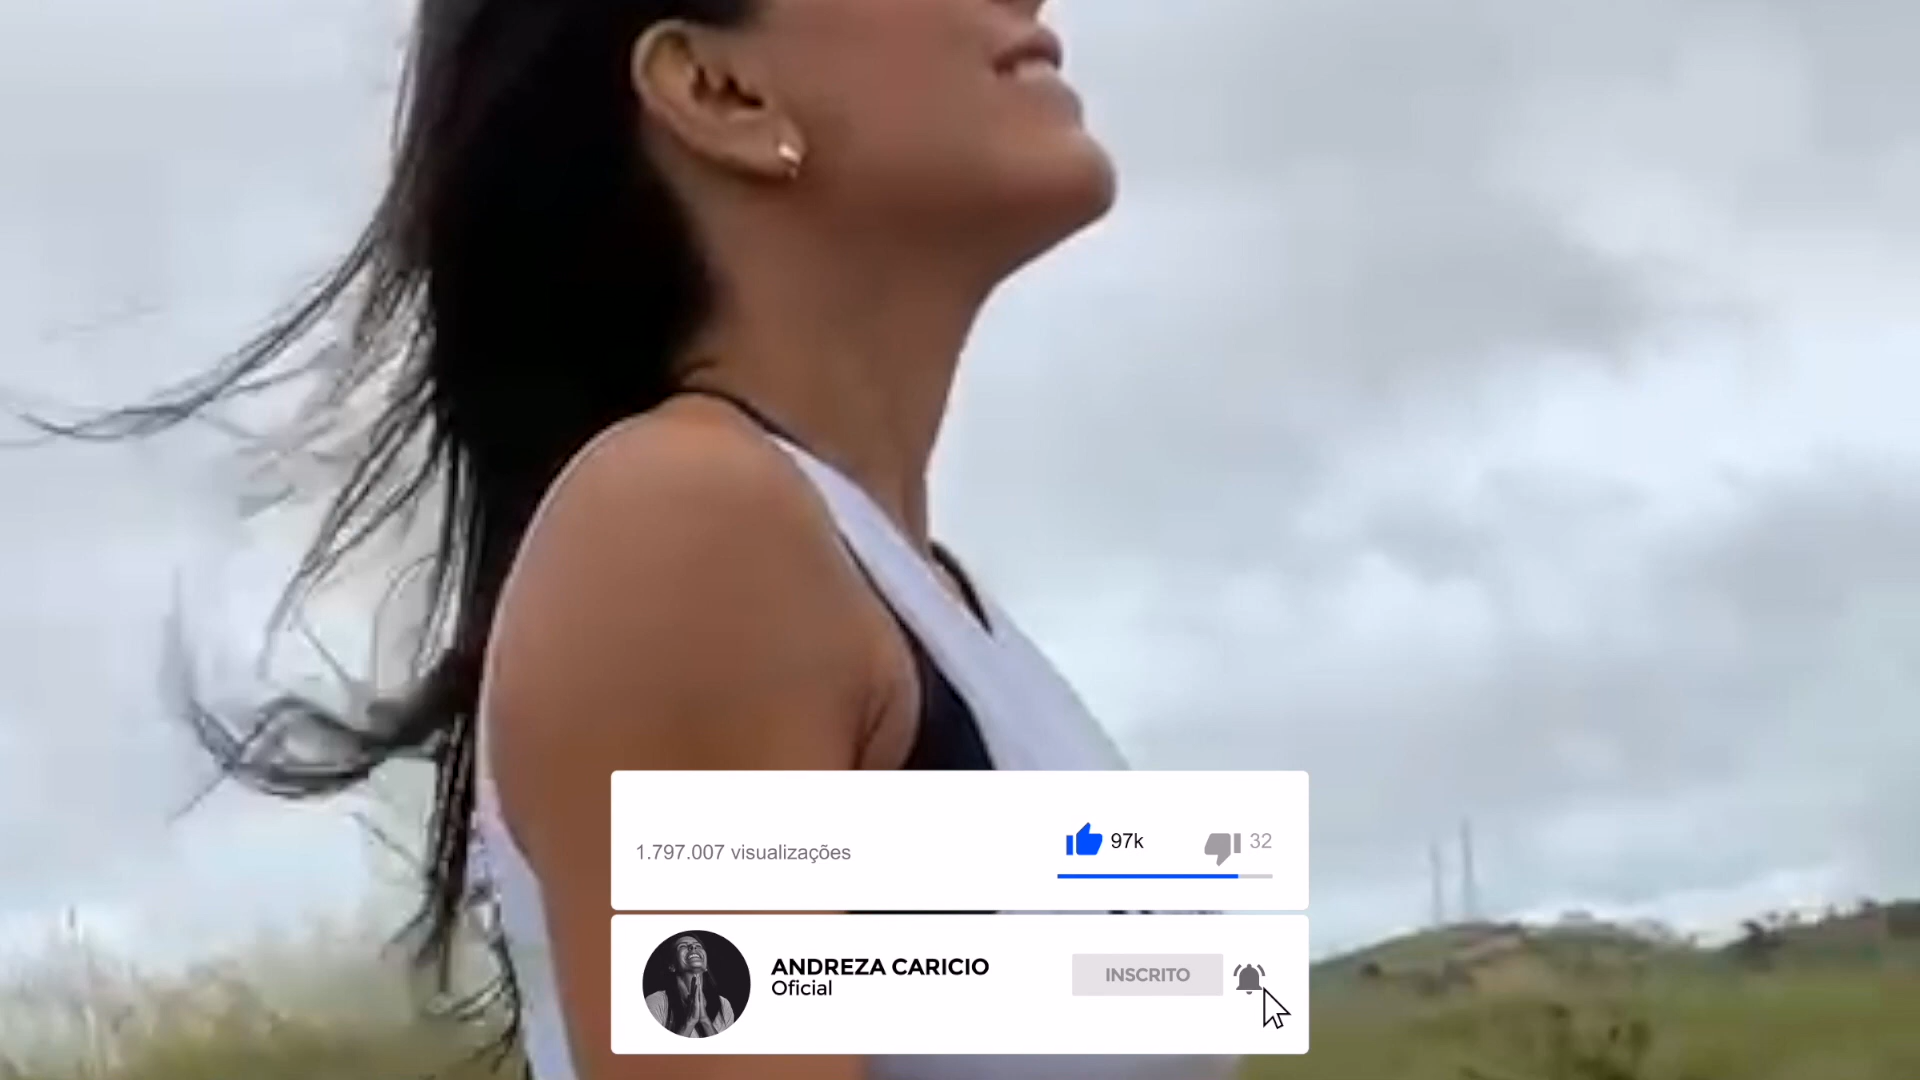 1.797.007 visualizações
97k
32
ANDREZA CARICIO
Oficial
INSCRITO